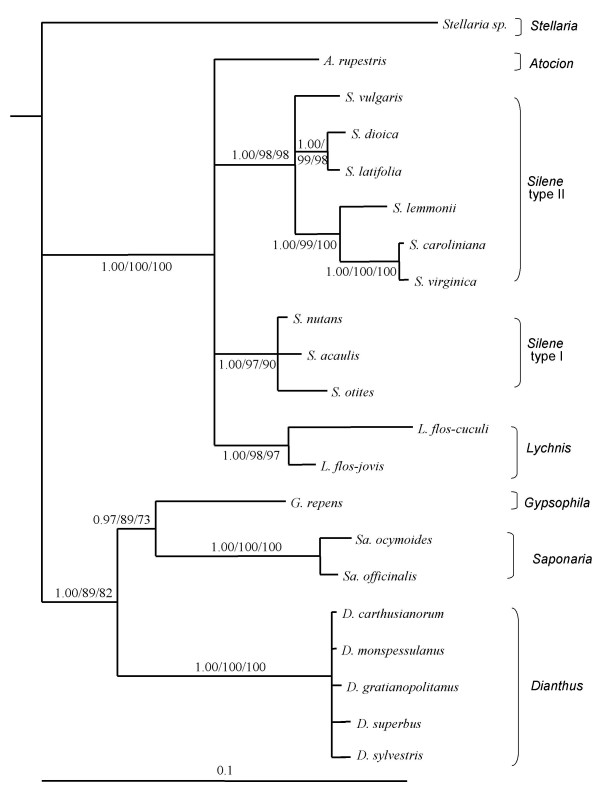 Stellaria sp.
Stellaria
A. rupestris
Atocion
S. vulgaris
1.00/98/98
1.00/
99/98
S. dioica
S. latifolia
Silene
type II
S. lemmonii
1.00/99/100
S. caroliniana
1.00/100/100
S. virginica
1.00/100/100
S. nutans
Silene
type I
S. acaulis
1.00/97/90
S. otites
L. flos-cuculi
Lychnis
1.00/98/97
L. flos-jovis
G. repens
Gypsophila
0.97/89/73
Sa. ocymoides
1.00/100/100
Saponaria
Sa. officinalis
1.00/89/82
D. carthusianorum
D. monspessulanus
1.00/100/100
D. gratianopolitanus
Dianthus
D. superbus
D. sylvestris
0.1